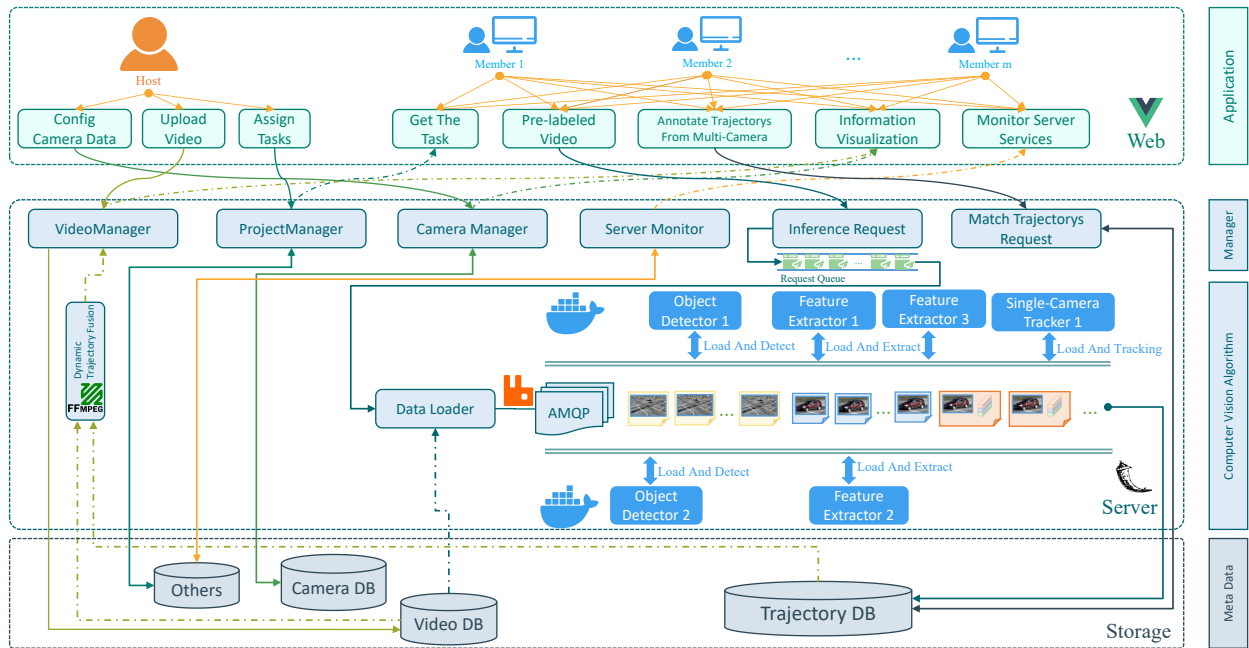 Host
Member 1
Member 2
...
Member m
Config
Camera Data
Upload
Video
Assign
Tasks
Get The
Task
Pre-labeled
Video
Annotate Trajectorys
From Multi-Camera
Information
Visualization
Monitor Server
Services
Web
Application
VideoManager
ProjectManager
Camera Manager
Server Monitor
Inference Request
Match Trajectorys
Request
Manager
...
Request Queue
Object
Detector 1
Feature
Extractor 1
Feature
Extractor 3
Single-Camera
Tracker 1
Load And Detect
Load And Extract
Load And Tracking
Dynamic
Trajectory Fusion
FFMPEG
Data Loader
AMQP
...
...
...
Load And Detect
Load And Extract
Object
Detector 2
Feature
Extractor 2
Server
Computer Vision Algorithm
Others
Camera DB
Video DB
Trajectory DB
Storage
Meta Data